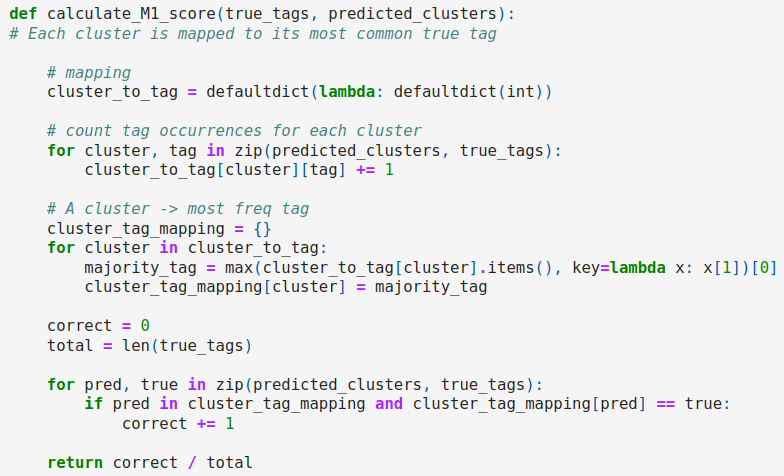 def calculate_M1_score(true_tags, predicted_clusters):
# Each cluster is mapped to its most common true tag
    # mapping
    cluster_to_tag = defaultdict(lambda: defaultdict(int))
    # count tag occurrences for each cluster
    for cluster, tag in zip(predicted_clusters, true_tags):
        cluster_to_tag[cluster][tag] += 1
    # A cluster -> most freq tag
    cluster_tag_mapping = {}
    for cluster in cluster_to_tag:
        majority_tag = max(cluster_to_tag[cluster].items(), key=lambda x: x[1])[0]
        cluster_tag_mapping[cluster] = majority_tag
    correct = 0
    total = len(true_tags)
    for pred, true in zip(predicted_clusters, true_tags):
        if pred in cluster_tag_mapping and cluster_tag_mapping[pred] == true:
            correct += 1
    return correct / total